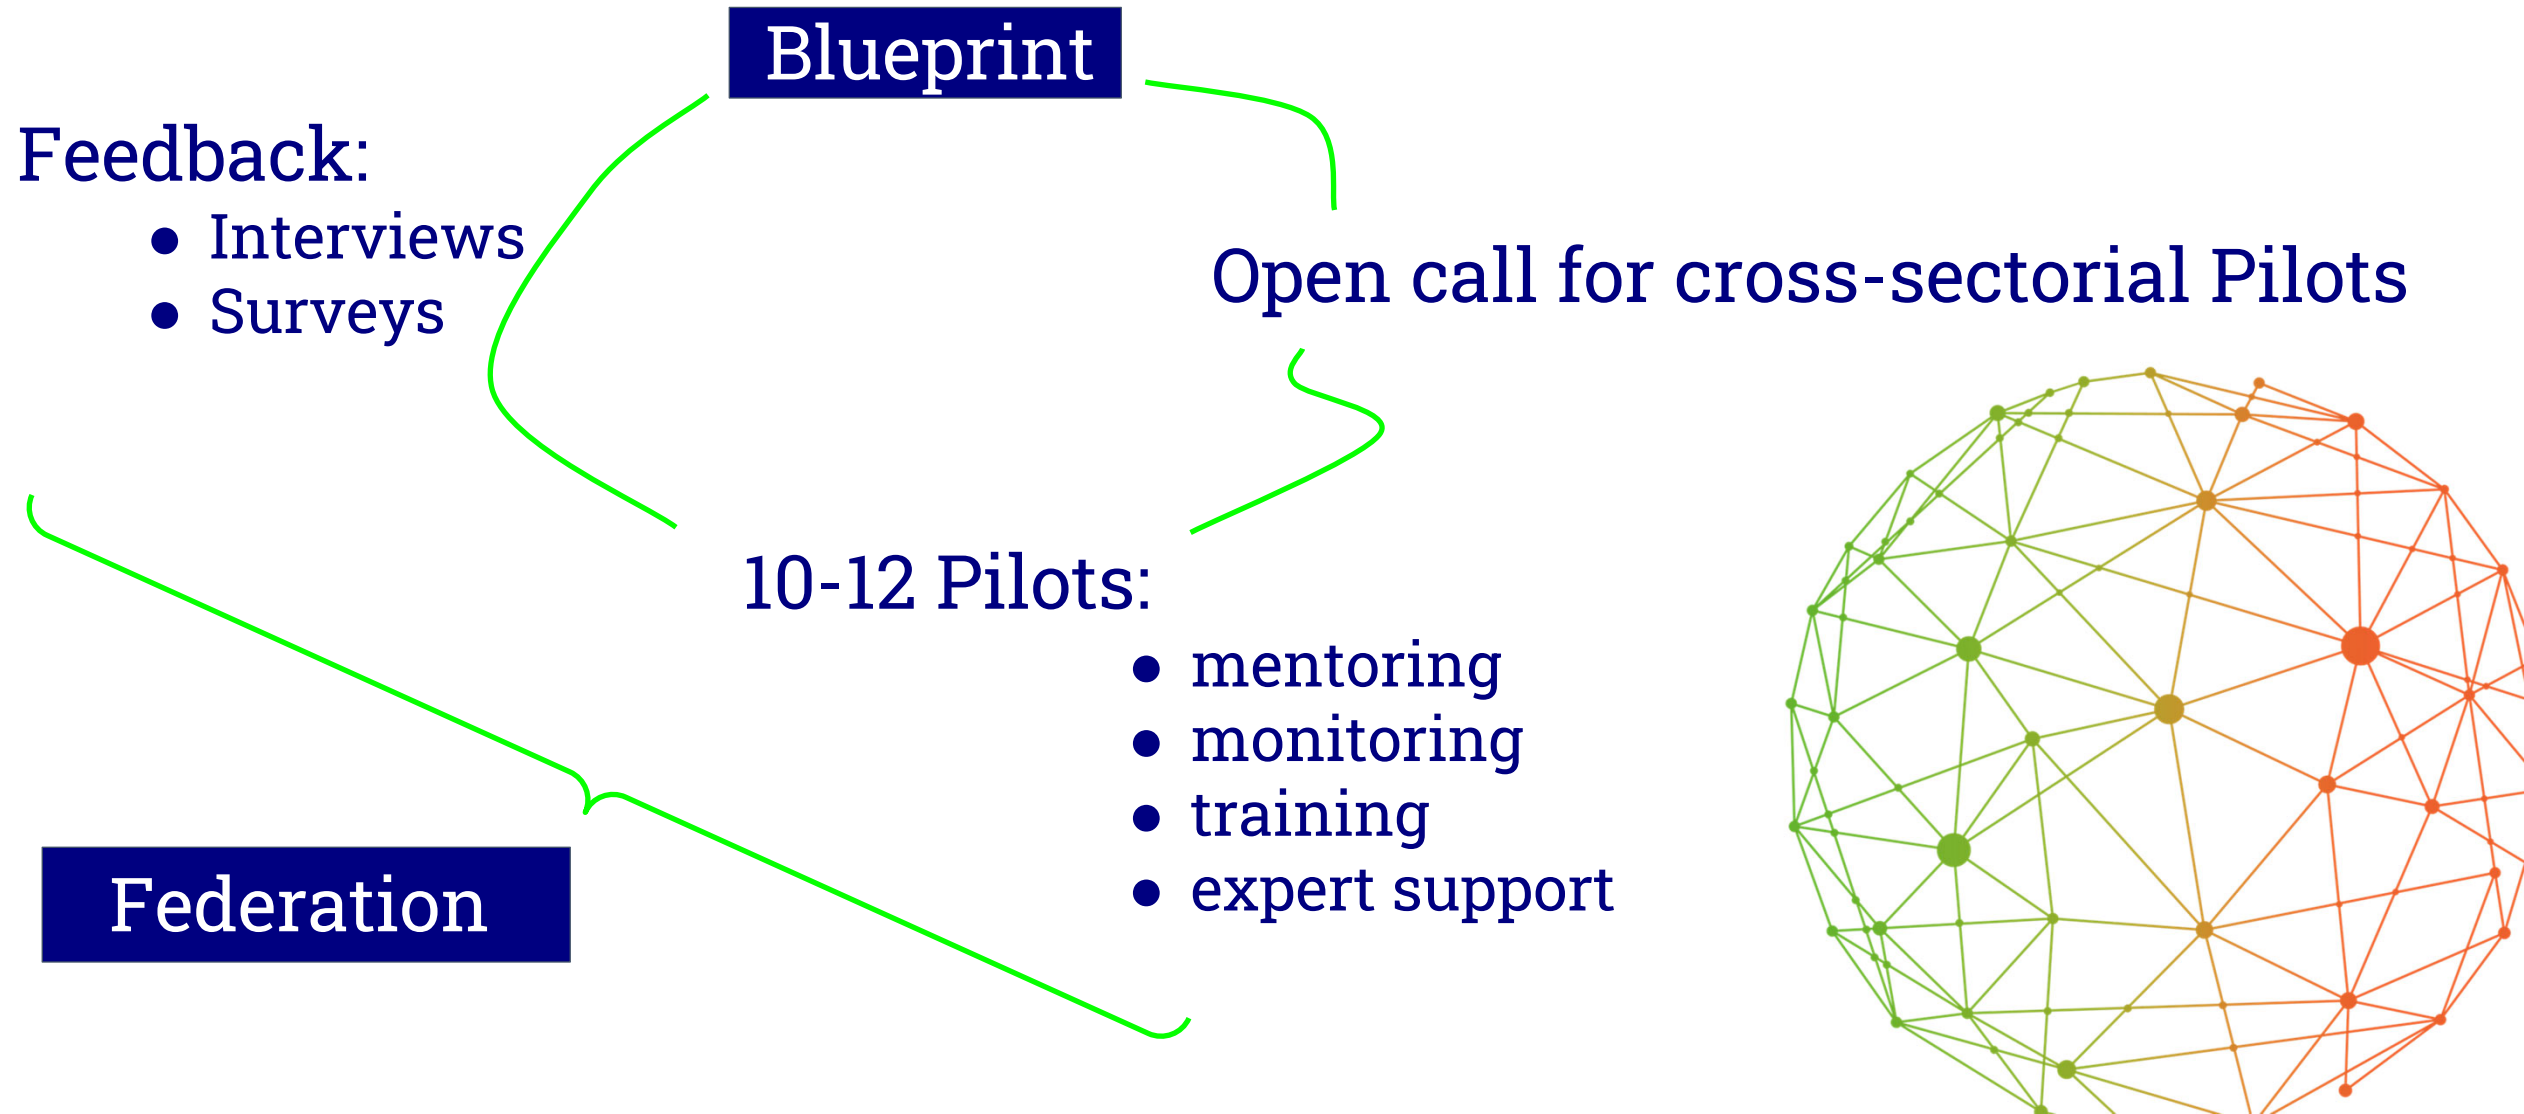 Blueprint
Feedback:
● Interviews
● Surveys
Open call for cross-sectorial Pilots
10-12 Pilots:
● mentoring
● monitoring
● training
● expert support
Federation